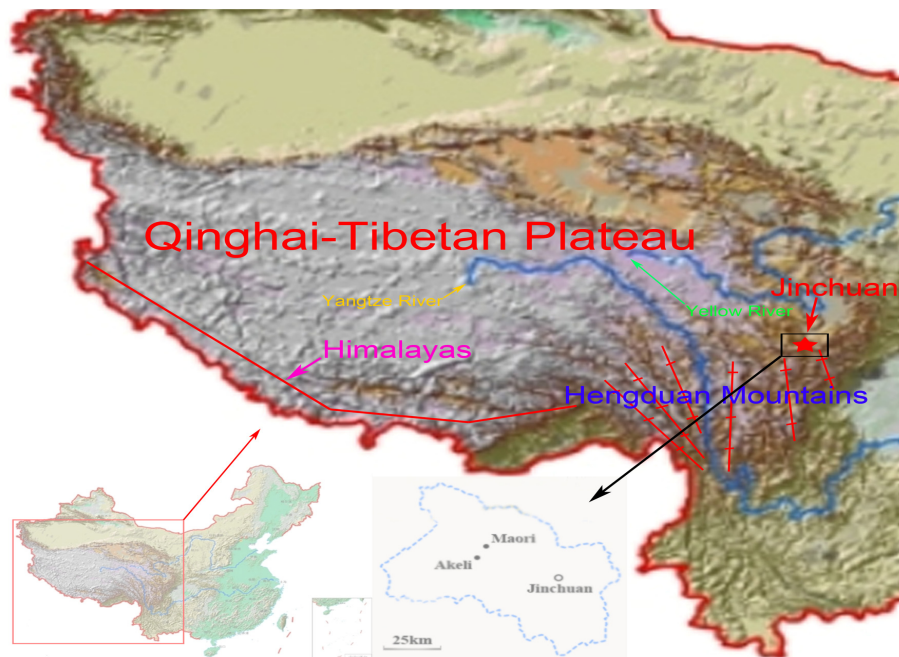 Qinghai-Tibetan Plateau
Jinchuan
Yangtze River
Yellow River
Himalayas
Hengduan Mountains
Maori
Akeli
Jinchuan
25km